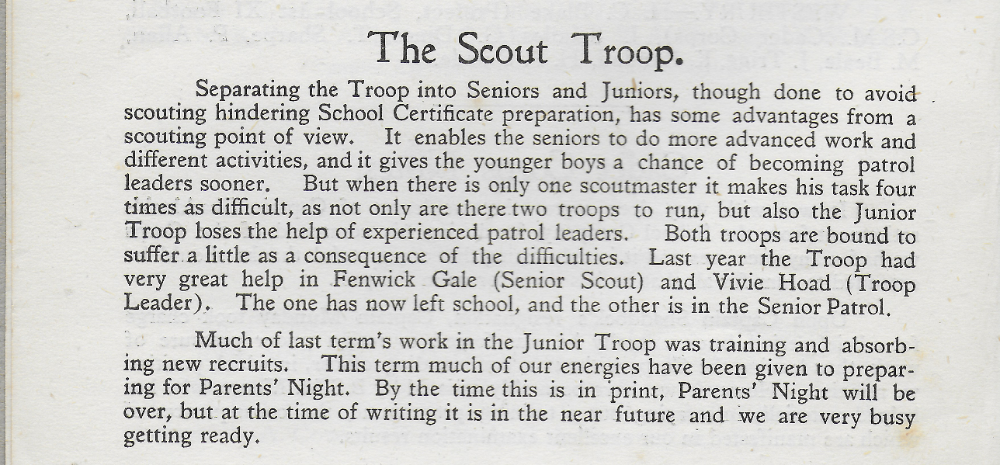 The Scout Troop.
Separating the Troop into Seniors and Juniors, though done to avoid
scouting hindering School Certificate preparation, has some advantages from a
scouting point of view. It enables the seniors to do more advanced work and
different activities, and it gives the younger boys a chance of becoming patrol
leaders sooner. But when there is only one scoutmaster it makes his task four
times as difficult, as not only are there two troops to run, but also the Junior
Troop loses the help of experienced patrol leaders. Both troops are bound to
suffer a little as a consequence of the difficulties. Last year the Troop had
very great help in Fenwick Gale (Senior Scout) and Vivie Hoad (Troop
Leader). The one has now left school, and the other is in the Senior Patrol.
Much of last term's work in the Junior Troop was training and absorb-
ing new recruits. This term much of our energies have been given to prepar-
ing for Parents' Night. By the time this is in print, Parents' Night will be
over, but at the time of writing it is in the near future and we are very busy
getting ready.